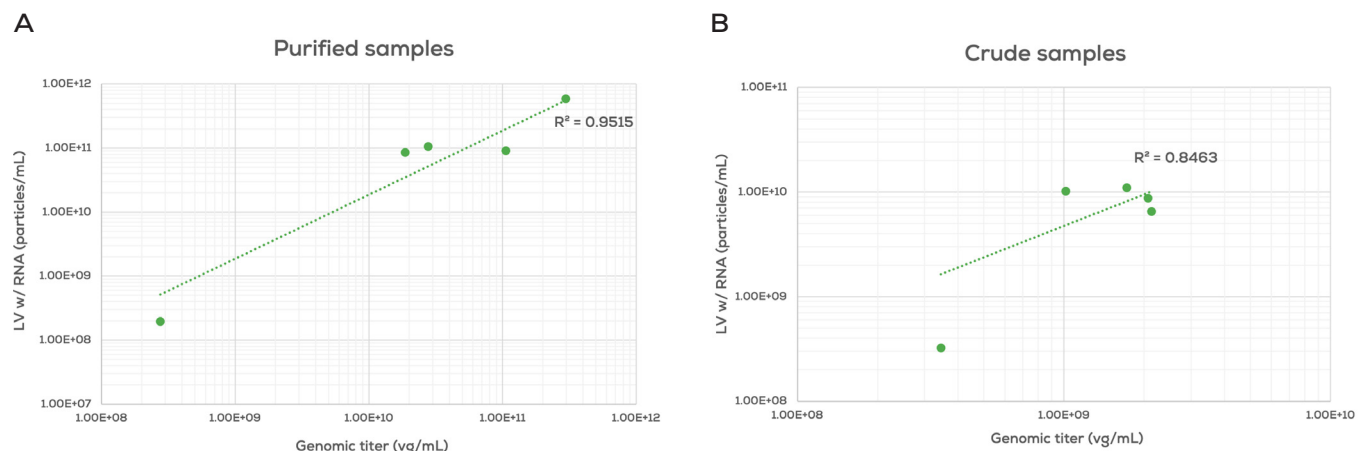 A
Purified samples
LV w/ RNA (particles/mL)
1.00E+12
1.00E+11
1.00E+10
1.00E+09
1.00E+08
1.00E+07
R² = 0.9515
1.00E+08
1.00E+09
1.00E+10
1.00E+11
1.00E+12
Genomic titer (vg/mL)
B
Crude samples
LV w/ RNA (particles/mL)
1.00E+11
1.00E+10
1.00E+09
1.00E+08
R² = 0.8463
1.00E+08
1.00E+09
1.00E+10
Genomic titer (vg/mL)